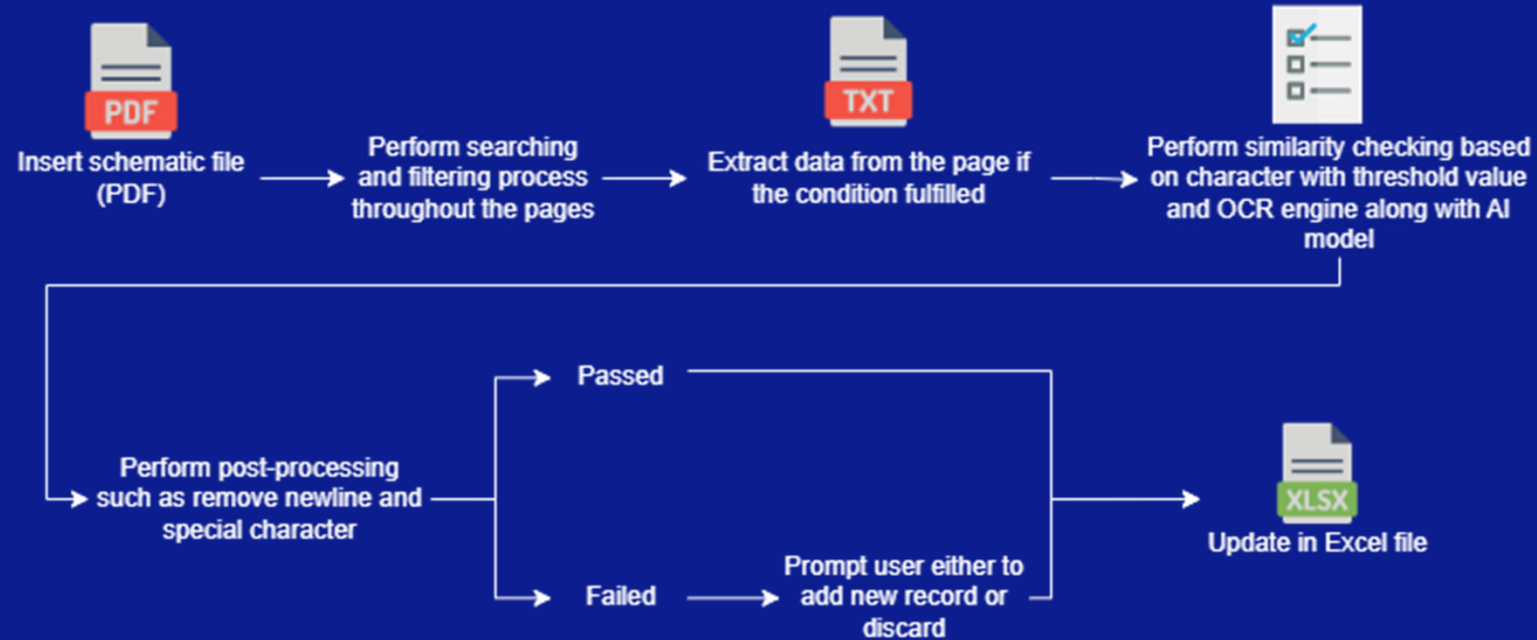 PDF
Insert schematic file
(PDF)
Perform searching
and filtering process
throughout the pages
TXT
Extract data from the page if
the condition fulfilled
Perform similarity checking based
on character with threshold value
and OCR engine along with AI
model
Perform post-processing
such as remove newline and
special character
Passed
Failed
Prompt user either to
add new record or
discard
XLSX
Update in Excel file